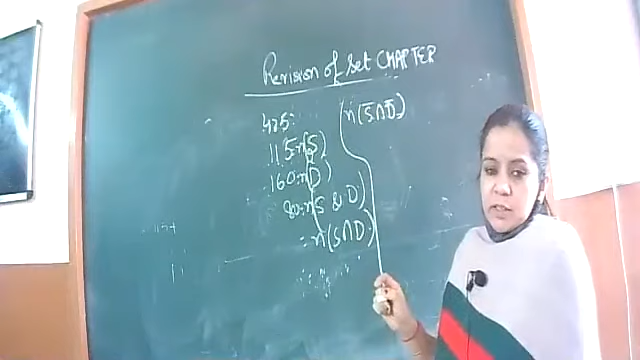 Revision of Set CHAPTER
425:
115 n(S)
160 n(D)
80 n(S & D)
= n(S∩D)
n(S̄∩D̄)